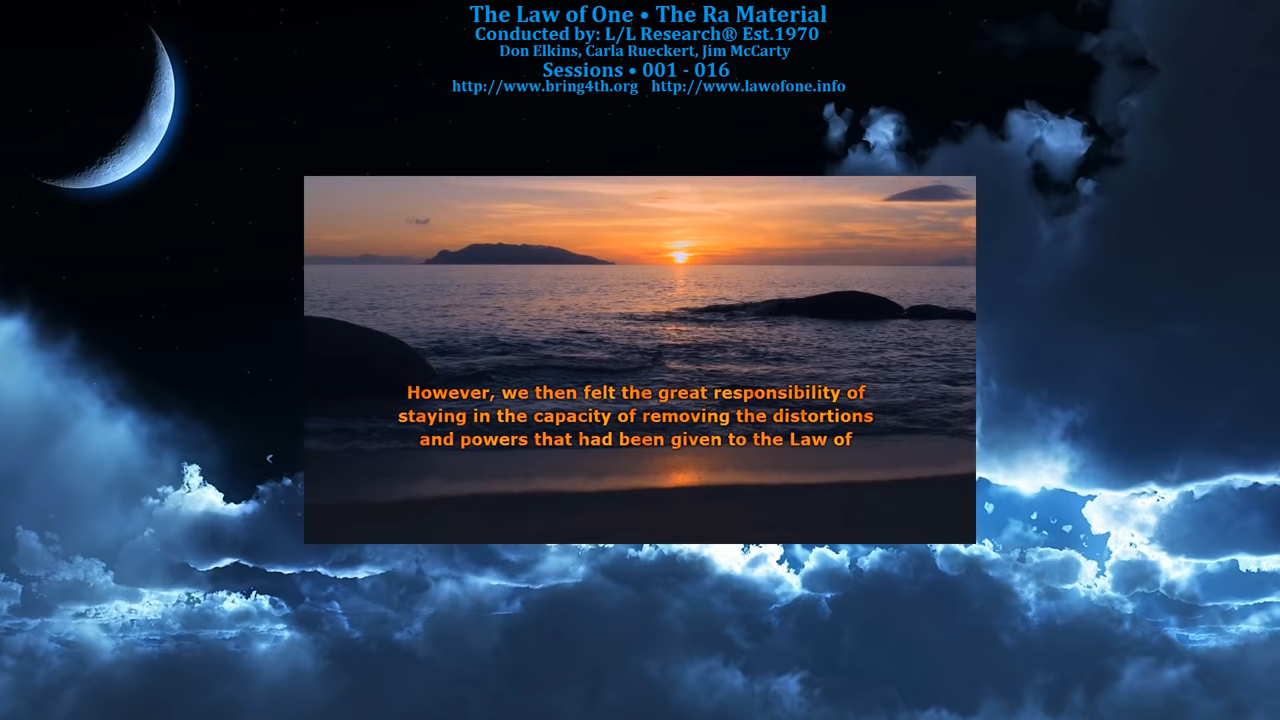 The Law of One • The Ra Material
Conducted by: L/L Research® Est.1970
Don Elkins, Carla Rueckert, Jim McCarty
Sessions • 001 - 016
http://www.bring4th.org http://www.lawofone.info
However, we then felt the great responsibility of
staying in the capacity of removing the distortions
and powers that had been given to the Law of